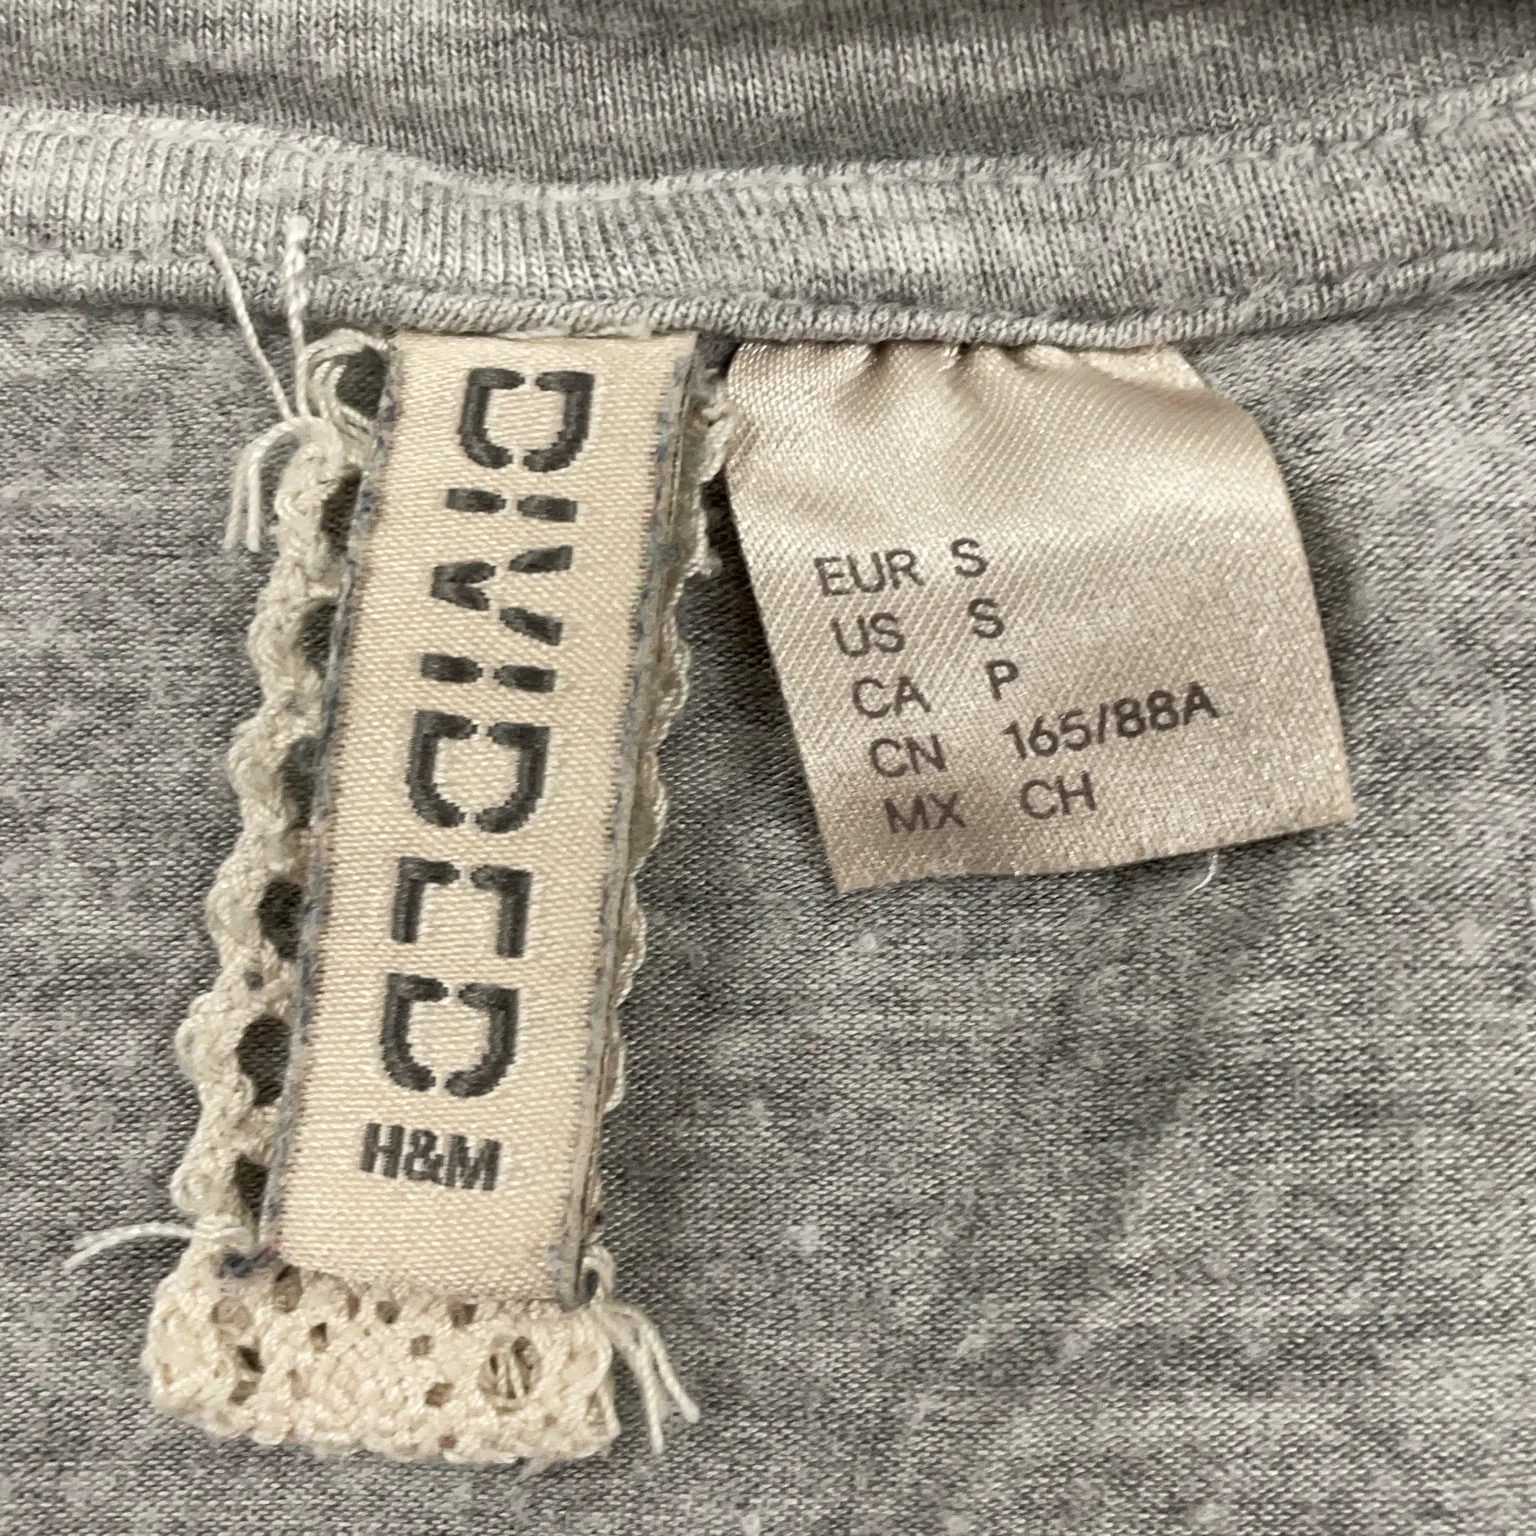 DIVIDED
H&M
EUR S
US S
CA P
CN 165/88A
MX CH